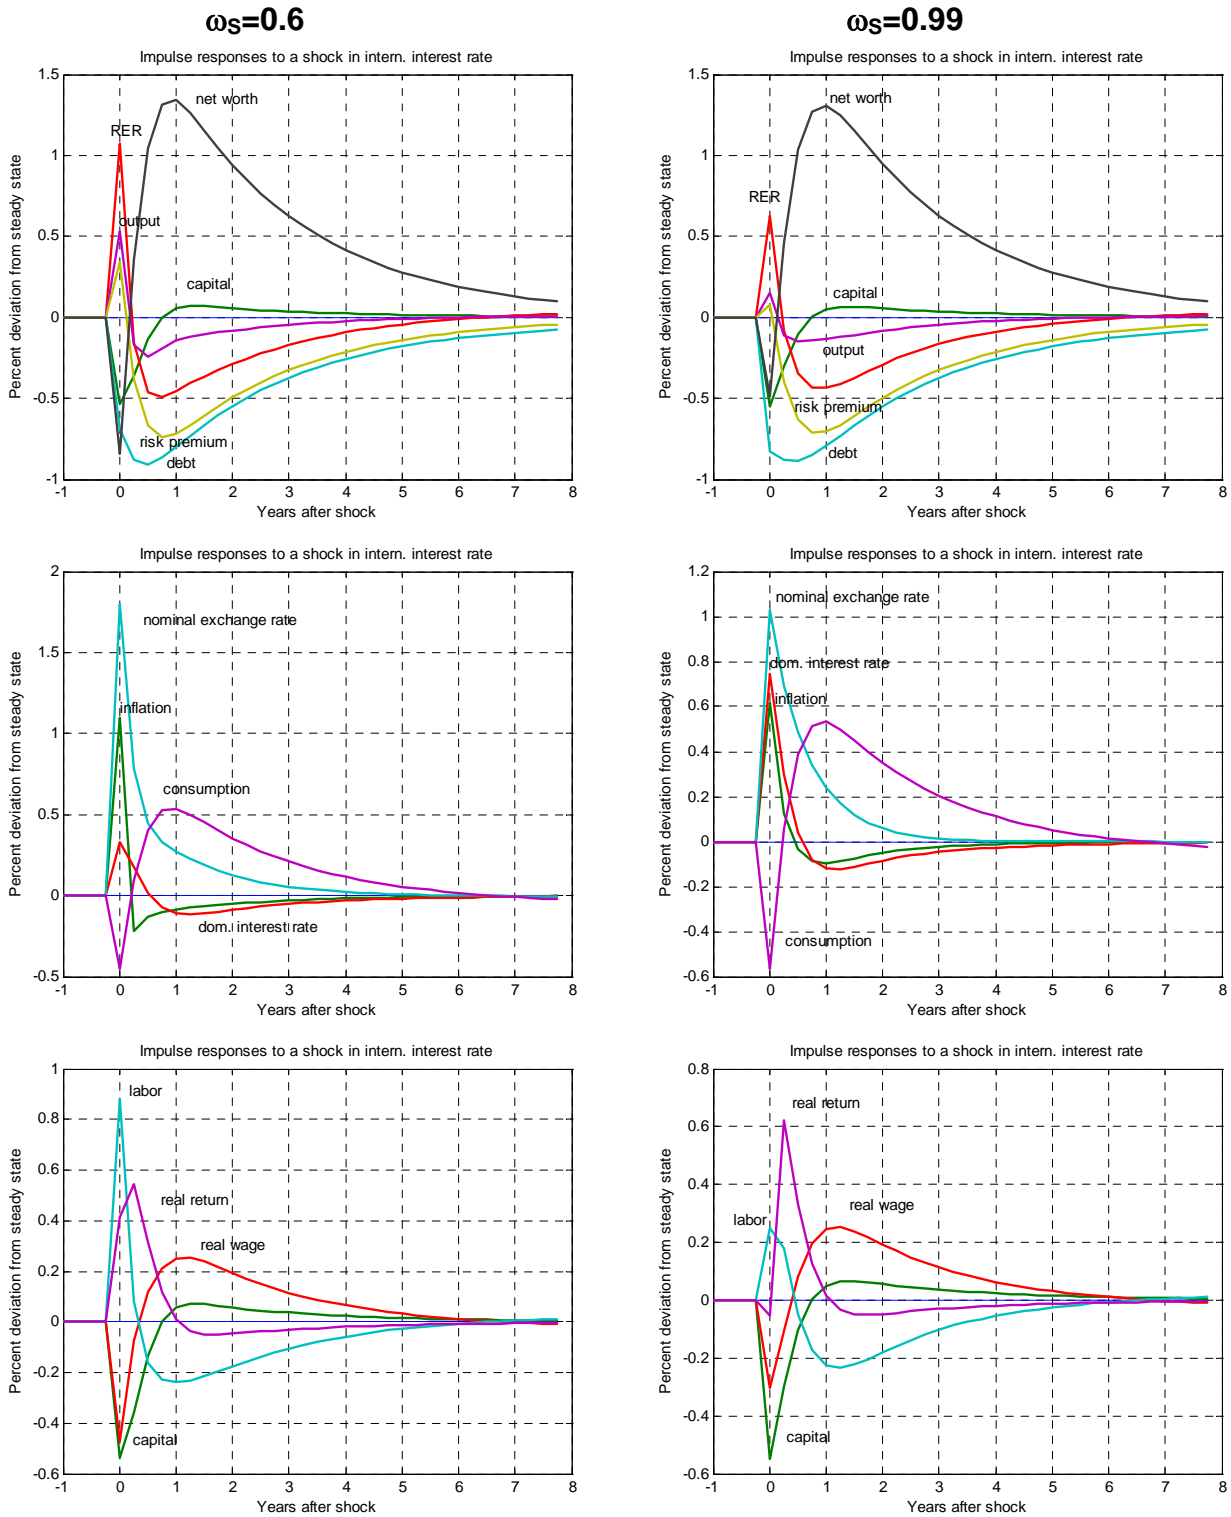 ωS=0.6
ωS=0.99
Impulse responses to a shock in intern. interest rate
Percent deviation from steady state
1.5
1
0.5
0
-0.5
-1
net worth
RER
output
capital
risk premium
debt
-1 0 1 2 3 4 5 6 7 8
Years after shock
Impulse responses to a shock in intern. interest rate
Percent deviation from steady state
1.5
1
0.5
0
-0.5
-1
net worth
RER
capital
output
risk premium
debt
-1 0 1 2 3 4 5 6 7 8
Years after shock
Impulse responses to a shock in intern. interest rate
Percent deviation from steady state
2
1.5
1
0.5
0
-0.5
nominal exchange rate
inflation
consumption
dom. interest rate
-1 0 1 2 3 4 5 6 7 8
Years after shock
Impulse responses to a shock in intern. interest rate
Percent deviation from steady state
1.2
1
0.8
0.6
0.4
0.2
0
-0.2
-0.4
-0.6
nominal exchange rate
dom. interest rate
inflation
consumption
-1 0 1 2 3 4 5 6 7 8
Years after shock
Impulse responses to a shock in intern. interest rate
Percent deviation from steady state
1
0.8
0.6
0.4
0.2
0
-0.2
-0.4
-0.6
labor
real return
real wage
capital
-1 0 1 2 3 4 5 6 7 8
Years after shock
Impulse responses to a shock in intern. interest rate
Percent deviation from steady state
0.8
0.6
0.4
0.2
0
-0.2
-0.4
-0.6
real return
real wage
labor
capital
-1 0 1 2 3 4 5 6 7 8
Years after shock